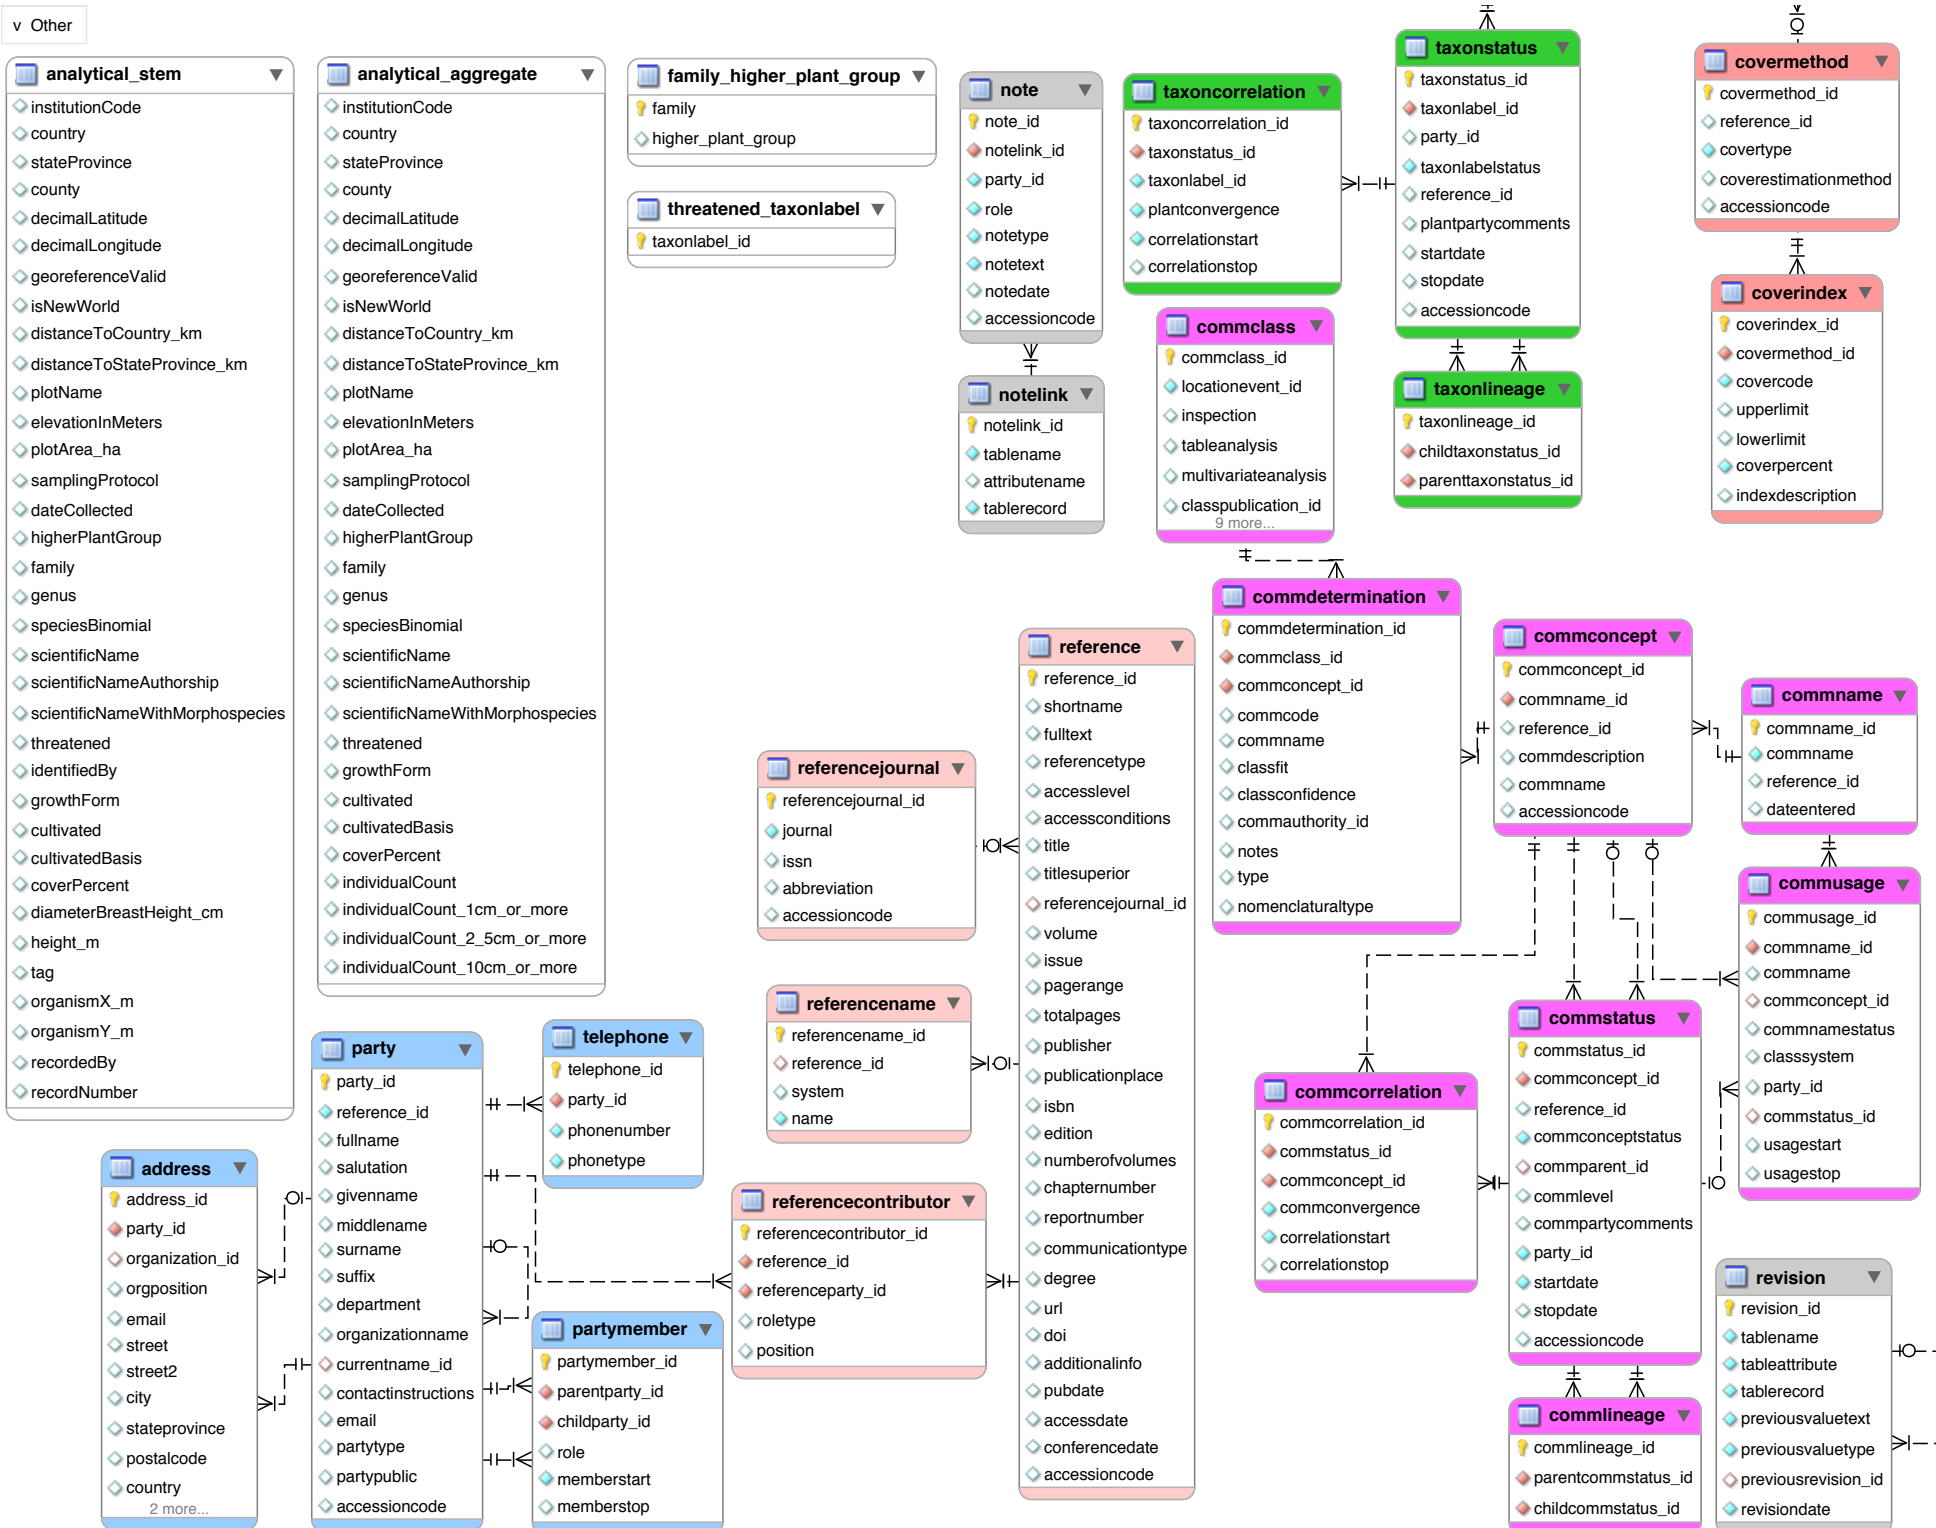 v Other
analytical_stem
institutionCode
country
stateProvince
county
decimalLatitude
decimalLongitude
georeferenceValid
isNewWorld
distanceToCountry_km
distanceToStateProvince_km
plotName
elevationInMeters
plotArea_ha
samplingProtocol
dateCollected
higherPlantGroup
family
genus
speciesBinomial
scientificName
scientificNameAuthorship
scientificNameWithMorphospecies
threatened
identifiedBy
growthForm
cultivated
cultivatedBasis
coverPercent
diameterBreastHeight_cm
height_m
tag
organismX_m
organismY_m
recordedBy
recordNumber
analytical_aggregate
institutionCode
country
stateProvince
county
decimalLatitude
decimalLongitude
georeferenceValid
isNewWorld
distanceToCountry_km
distanceToStateProvince_km
plotName
elevationInMeters
plotArea_ha
samplingProtocol
dateCollected
higherPlantGroup
family
genus
speciesBinomial
scientificName
scientificNameAuthorship
scientificNameWithMorphospecies
threatened
growthForm
cultivated
cultivatedBasis
coverPercent
individualCount
individualCount_1cm_or_more
individualCount_2_5cm_or_more
individualCount_10cm_or_more
family_higher_plant_group
family
higher_plant_group
threatened_taxonlabel
taxonlabel_id
note
note_id
notelink_id
party_id
role
notetype
notetext
notedate
accessioncode
notelink
notelink_id
tablename
attributename
tablerecord
taxoncorrelation
taxoncorrelation_id
taxonstatus_id
taxonlabel_id
plantconvergence
correlationstart
correlationstop
taxonstatus
taxonstatus_id
taxonlabel_id
party_id
taxonlabelstatus
reference_id
plantpartycomments
startdate
stopdate
accessioncode
taxonlineage
taxonlineage_id
childtaxonstatus_id
parenttaxonstatus_id
covermethod
covermethod_id
reference_id
covertype
coverestimationmethod
accessioncode
coverindex
coverindex_id
covermethod_id
covercode
upperlimit
lowerlimit
coverpercent
indexdescription
commclass
commclass_id
locationevent_id
inspection
tableanalysis
multivariateanalysis
classpublication_id
9 more...
commdetermination
commdetermination_id
commclass_id
commconcept_id
commcode
commname
classfit
classconfidence
commauthority_id
notes
type
nomenclaturaltype
commconcept
commconcept_id
commname_id
reference_id
commdescription
commname
accessioncode
commname
commname_id
commname
reference_id
dateentered
commusage
commusage_id
commname_id
commname
commconcept_id
commnamestatus
classsystem
party_id
commstatus_id
usagestart
usagestop
commstatus
commstatus_id
commconcept_id
reference_id
commconceptstatus
commparent_id
commlevel
commpartycomments
party_id
startdate
stopdate
accessioncode
commcorrelation
commcorrelation_id
commstatus_id
commconcept_id
commconvergence
correlationstart
correlationstop
commlineage
commlineage_id
parentcommstatus_id
childcommstatus_id
revision
revision_id
tablename
tableattribute
tablerecord
previousvaluetext
previousvaluetype
previousrevision_id
revisiondate
reference
reference_id
shortname
fulltext
referencetype
accesslevel
accessconditions
title
titlesuperior
referencejournal_id
volume
issue
pagerange
totalpages
publisher
publicationplace
isbn
edition
numberofvolumes
chapternumber
reportnumber
communicationtype
degree
url
doi
additionalinfo
pubdate
accessdate
conferencedate
accessioncode
referencejournal
referencejournal_id
journal
issn
abbreviation
accessioncode
referencename
referencename_id
reference_id
system
name
referencecontributor
referencecontributor_id
reference_id
referenceparty_id
roletype
position
telephone
telephone_id
party_id
phonenumber
phonetype
party
party_id
reference_id
fullname
salutation
givenname
middlename
surname
suffix
department
organizationname
currentname_id
contactinstructions
email
partytype
partypublic
accessioncode
partymember
partymember_id
parentparty_id
childparty_id
role
memberstart
memberstop
address
address_id
party_id
organization_id
orgposition
email
street
street2
city
stateprovince
postalcode
country
2 more...